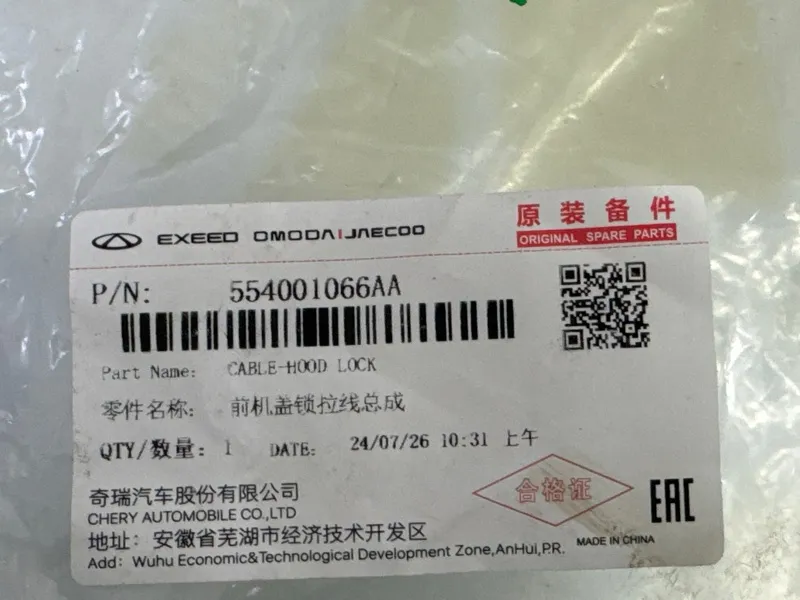 EXEED OMODA|JAECOO
原装备件
ORIGINAL SPARE PARTS
P/N: 554001066AA
Part Name: CABLE-HOOD LOCK
零件名称: 前机盖锁拉线总成
QTY/数量: 1 DATE: 24/07/26 10:31 上午
奇瑞汽车股份有限公司
CHERY AUTOMOBILE CO.,LTD
合格证
EAC
地址: 安徽省芜湖市经济技术开发区
MADE IN CHINA
Add: Wuhu Economic&Technological Development Zone,AnHui,P.R.